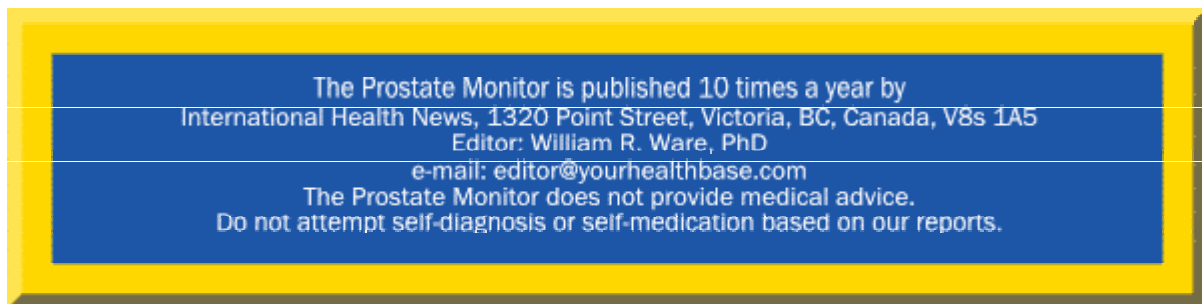 The Prostate Monitor is published 10 times a year by
International Health News, 1320 Point Street, Victoria, BC, Canada, V8s 1A5
Editor: William R. Ware, PhD
e-mail: editor@yourhealthbase.com
The Prostate Monitor does not provide medical advice.
Do not attempt self-diagnosis or self-medication based on our reports.